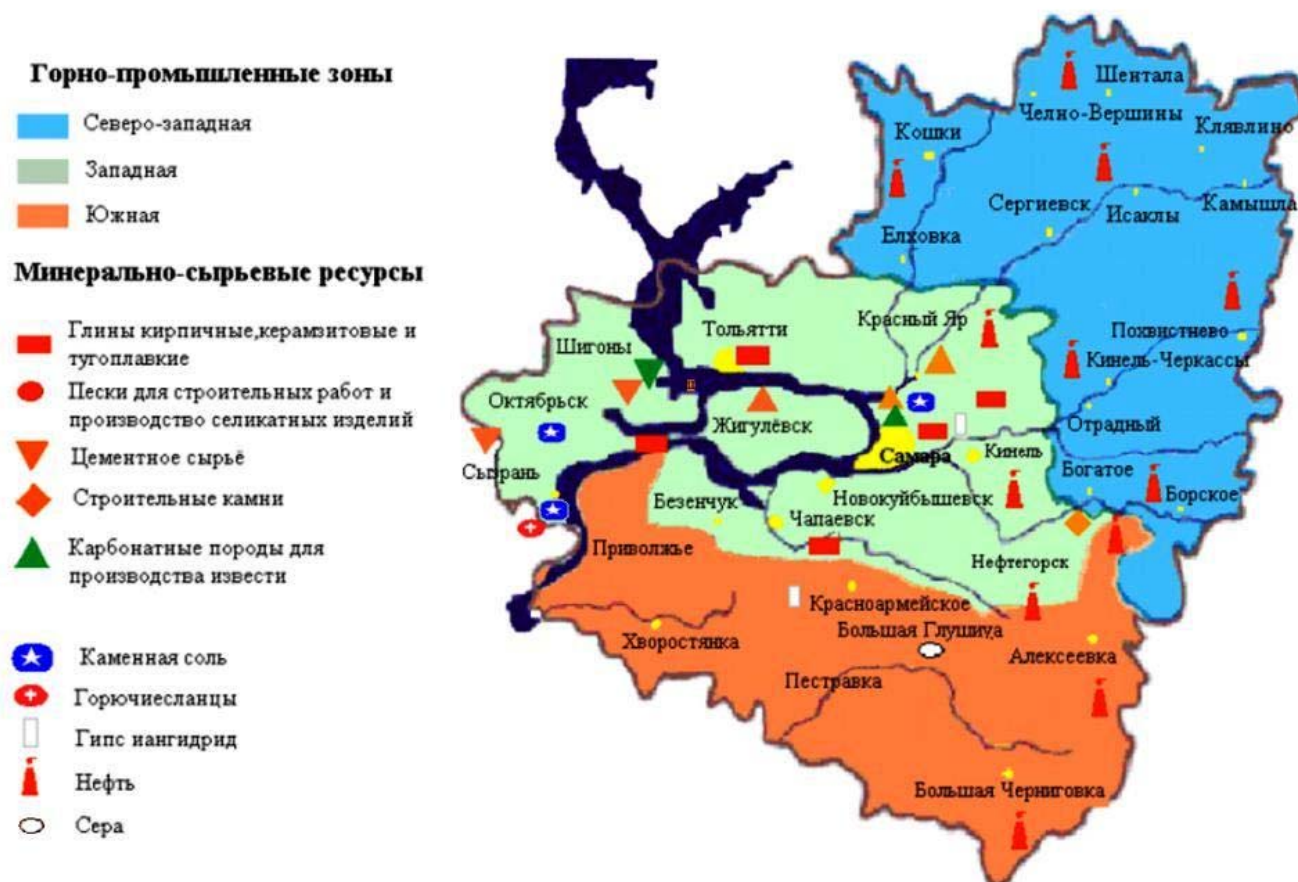 Горно-промышленные зоны
Северо-западная
Западная
Южная
Минерально-сырьевые ресурсы
Глины кирпичные,керамзитовые и
тугоплавкие
Пески для строительных работ и
производство селикатных изделий
Цементное сырьё
Строительные камни
Карбонатные породы для
производства извести
Каменная соль
Горючиесланцы
Гипс иангидрид
Нефть
Сера
Шентала
Челно-Вершины
Кошки
Клявлино
Сергиевск
Исаклы
Камышла
Елховка
Красный Яр
Тольятти
Похвистнево
Шигоны
Кинель-Черкассы
Октябрьск
Жигулёвск
Отрадный
Самара
Кинель
Сызрань
Богатое
Борское
Безенчук
Новокуйбышевск
Чапаевск
Приволжье
Нефтегорск
Красноармейское
Большая Глушица
Хворостянка
Алексеевка
Пестравка
Большая Черниговка